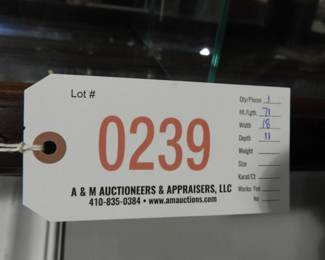 Lot #
0239
A & M AUCTIONEERS & APPRAISERS, LLC
410-835-0384 • www.amauctions.com
Qty/Pieces 1
Ht./Lgth. 71
Width 18
Depth 11
Weight
Size
Karat/Ct
Works: Yes
No